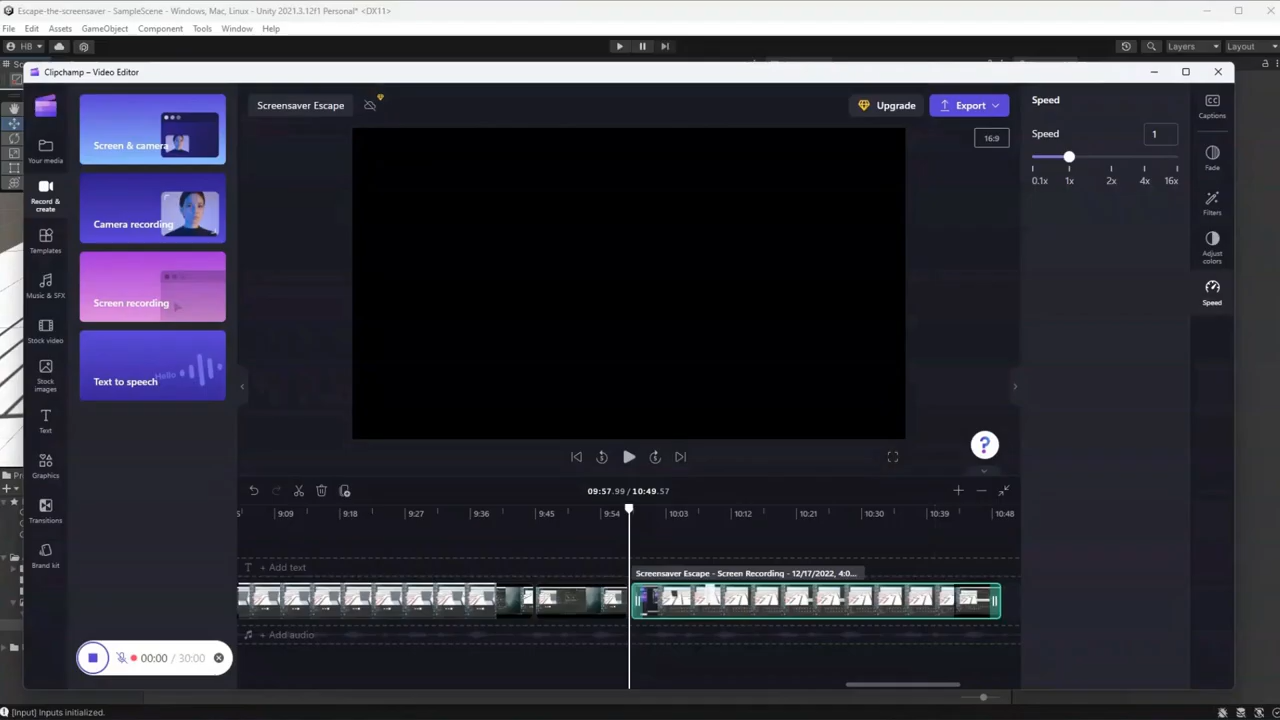 Escape-the-screensaver - SampleScene - Windows, Mac, Linux - Unity 2021.3.12f1 Personal* <DX11>
File Edit Assets GameObject Component Tools Window Help
HB
Layers
Layout
Clipchamp – Video Editor
Screensaver Escape
Upgrade
Export
16:9
Your media
Record & create
Templates
Music & SFX
Stock video
Stock images
Text
Graphics
Transitions
Brand kit
Screen & camera
Camera recording
Screen recording
Text to speech
Hello
Speed
Speed
1
0.1x 1x 2x 4x 16x
Captions
Fade
Filters
Adjust colors
Speed
?
09:57.99 / 10:49.57
9:09 9:18 9:27 9:36 9:45 9:54 10:03 10:12 10:21 10:30 10:39 10:48
T + Add text
Screensaver Escape - Screen Recording - 12/17/2022, 4:0...
+ Add audio
00:00 / 30:00
[Input] Inputs initialized.